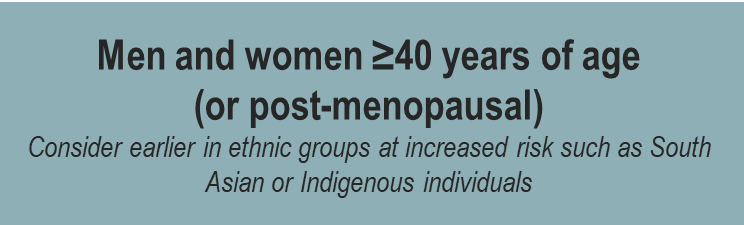 Men and women ≥40 years of age
(or post-menopausal)
Consider earlier in ethnic groups at increased risk such as South
Asian or Indigenous individuals